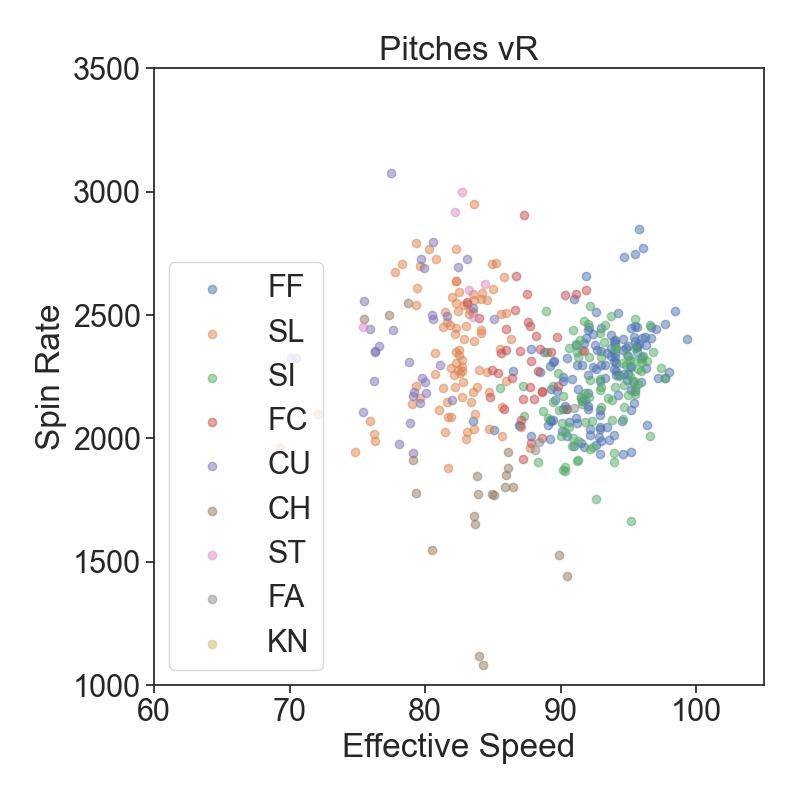 Pitches vR
3500
3000
2500
2000
1500
1000
Spin Rate
FF
SL
SI
FC
CU
CH
ST
FA
KN
60 70 80 90 100
Effective Speed